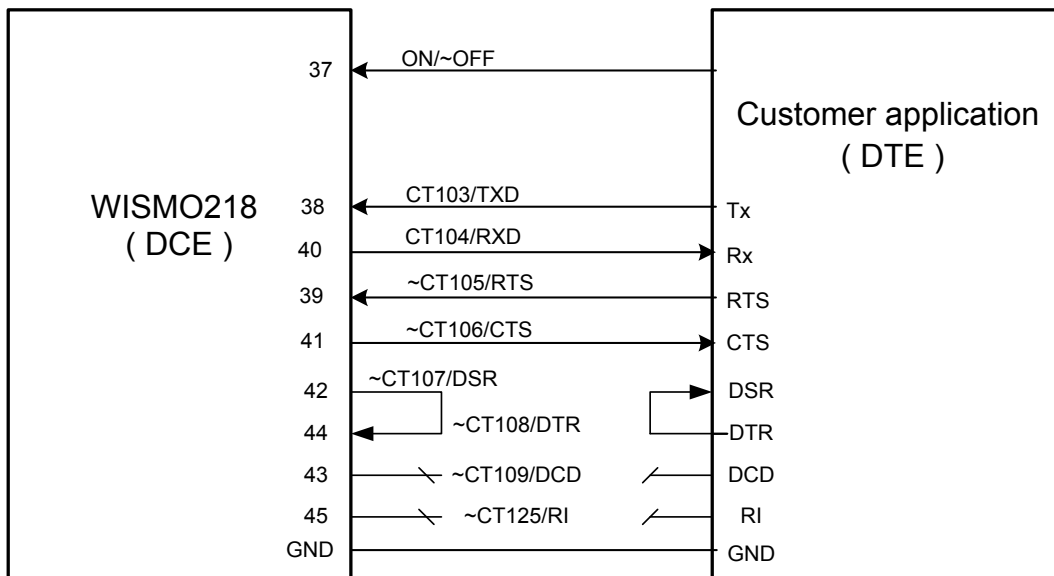 37 ON/~OFF
Customer application
( DTE )
WISMO218
( DCE )
38 CT103/TXD Tx
40 CT104/RXD Rx
39 ~CT105/RTS RTS
41 ~CT106/CTS CTS
42 ~CT107/DSR DSR
44 ~CT108/DTR DTR
43 ~CT109/DCD DCD
45 ~CT125/RI RI
GND GND